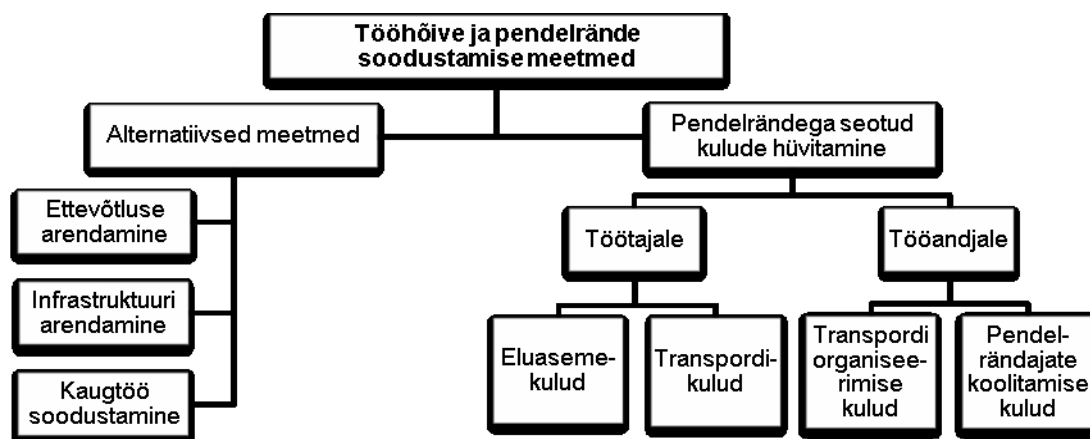 Tööhõive ja pendelrände
soodustamise meetmed
Alternatiivsed meetmed
Pendelrändega seotud
kulude hüvitamine
Ettevõtluse
arendamine
Infrastruktuuri
arendamine
Kaugtöö
soodustamine
Töötajale
Tööandjale
Eluaseme-
kulud
Transpordi-
kulud
Transpordi
organisee-
rimise
kulud
Pendel-
rändajate
koolitamise
kulud